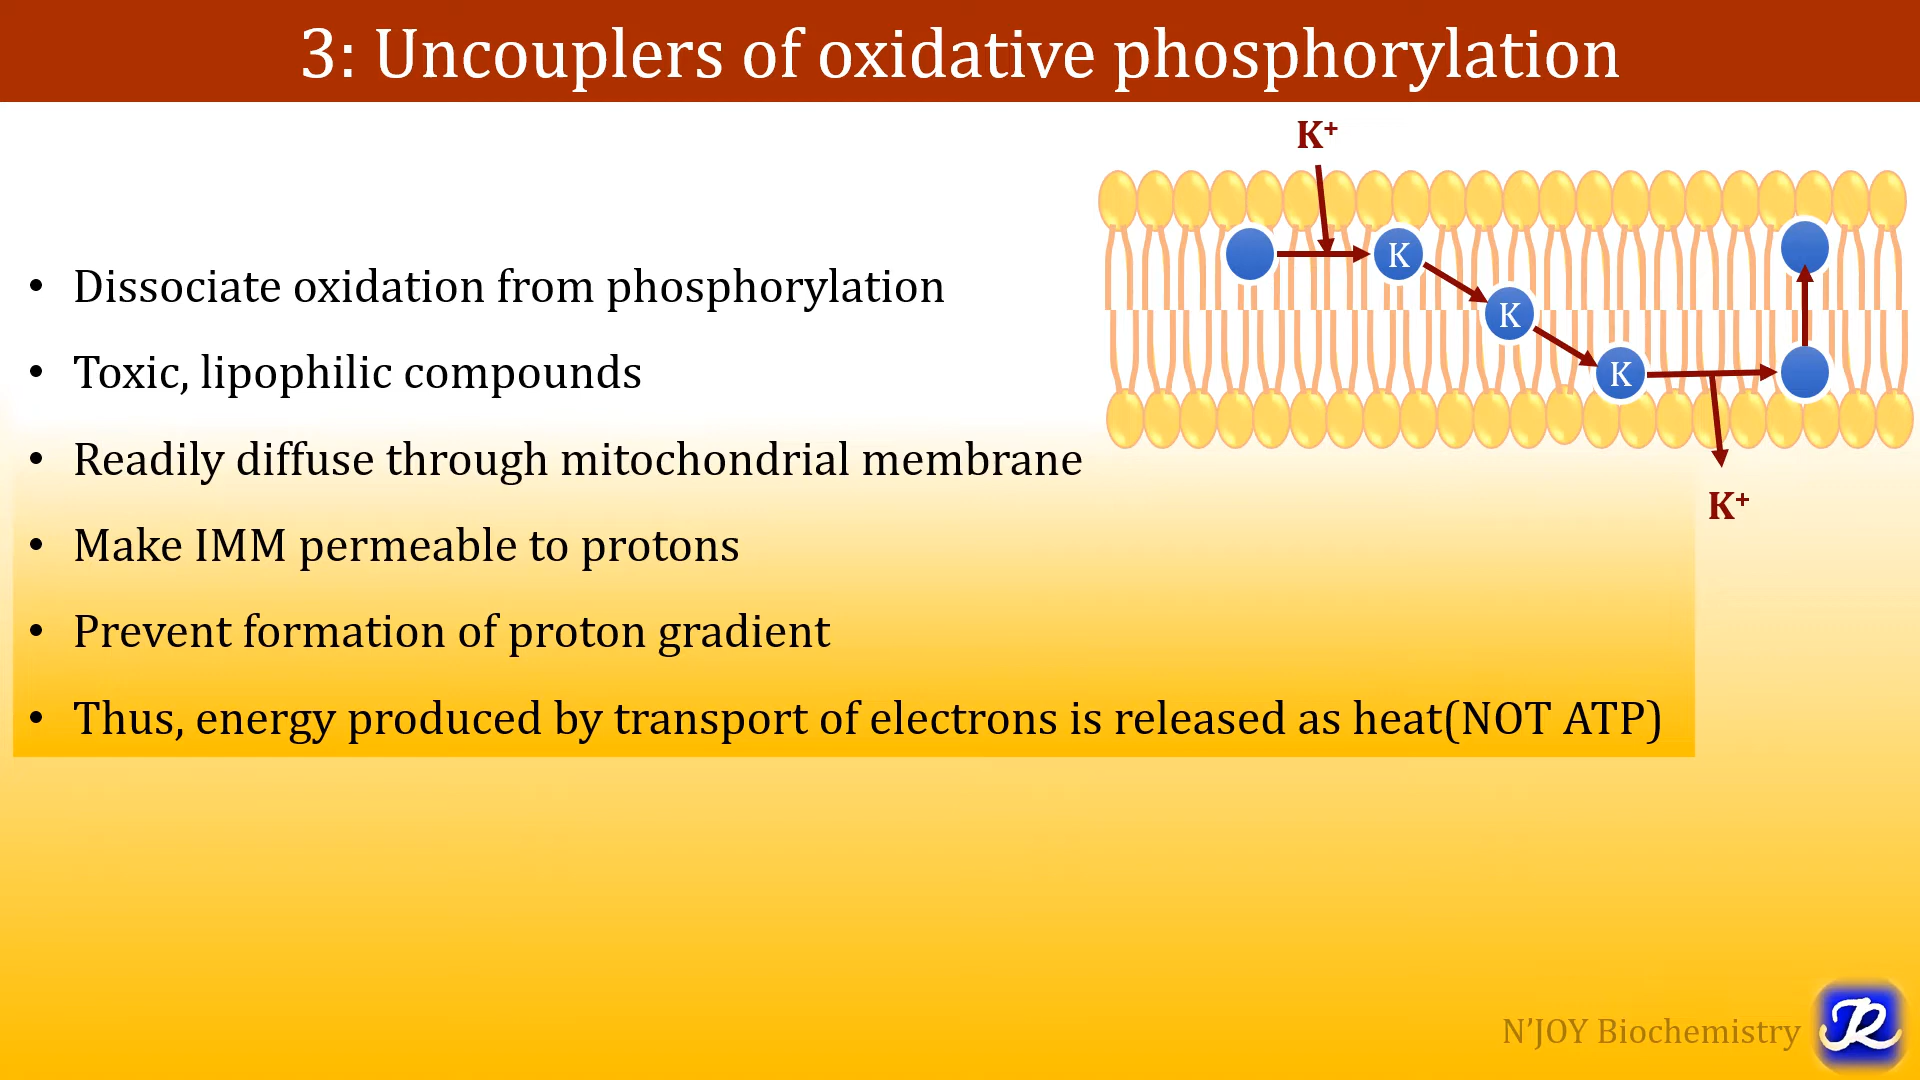 3: Uncouplers of oxidative phosphorylation
K⁺
K
K
K
K⁺
• Dissociate oxidation from phosphorylation
• Toxic, lipophilic compounds
• Readily diffuse through mitochondrial membrane
• Make IMM permeable to protons
• Prevent formation of proton gradient
• Thus, energy produced by transport of electrons is released as heat(NOT ATP)
N’JOY Biochemistry
R